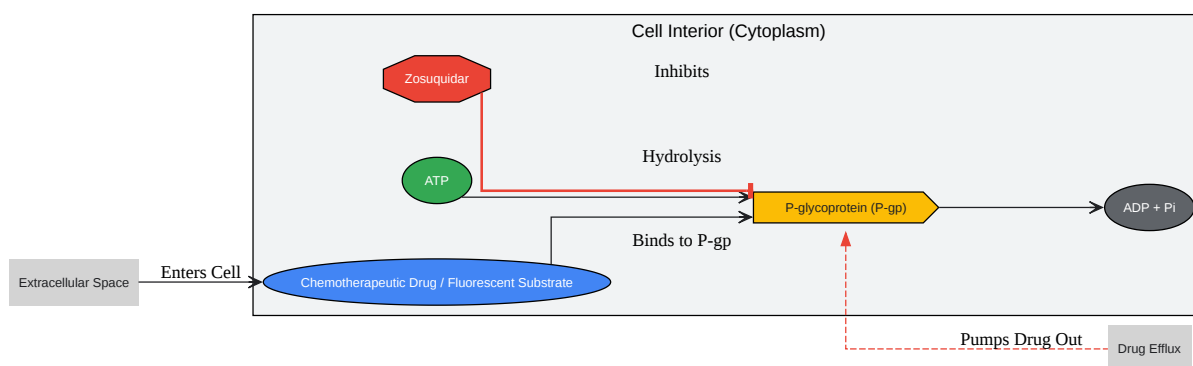 Cell Interior (Cytoplasm)
Inhibits
Zosuquidar
Hydrolysis
ATP
P-glycoprotein (P-gp)
ADP + Pi
Binds to P-gp
Enters Cell
Extracellular Space
Chemotherapeutic Drug / Fluorescent Substrate
Pumps Drug Out
Drug Efflux